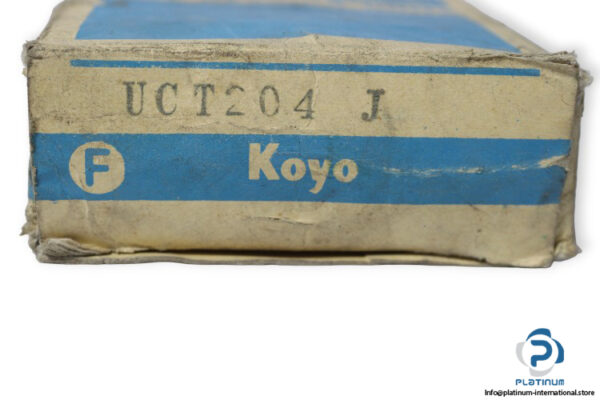 UCT204 J
F Koyo
P
PLATINUM
Info@platinum-international.store